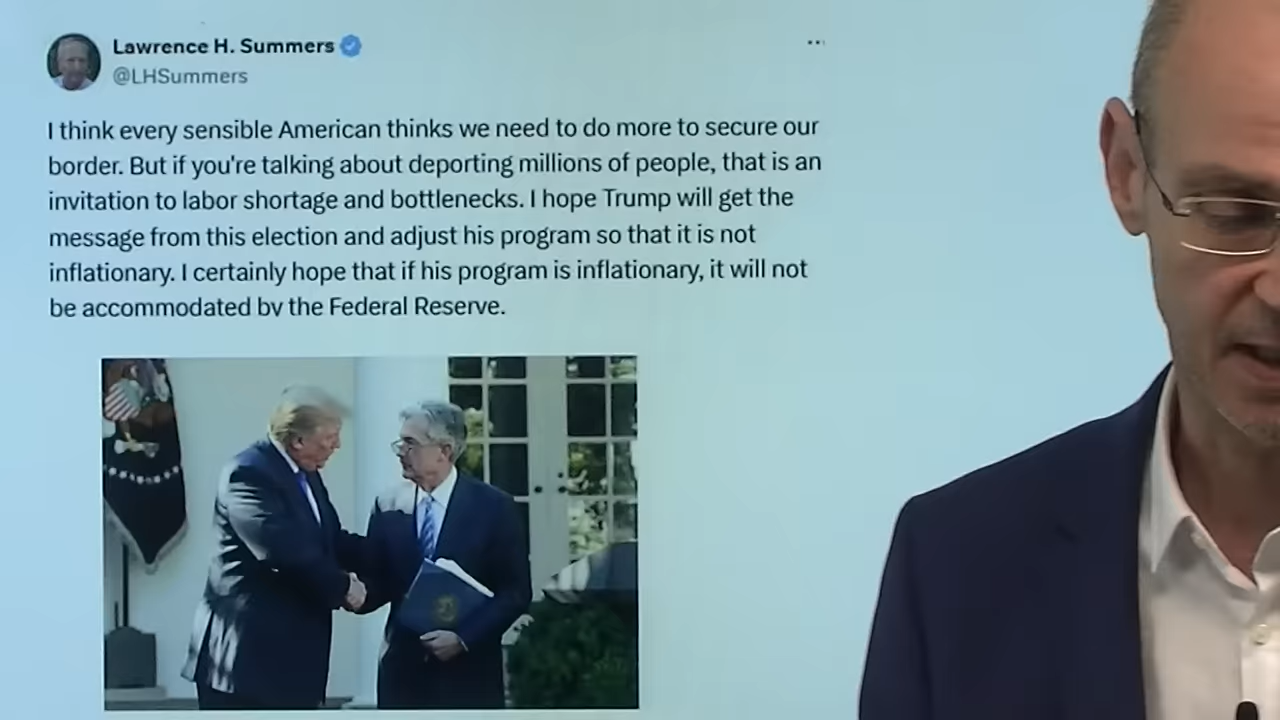 Lawrence H. Summers
@LHSummers
I think every sensible American thinks we need to do more to secure our
border. But if you're talking about deporting millions of people, that is an
invitation to labor shortage and bottlenecks. I hope Trump will get the
message from this election and adjust his program so that it is not
inflationary. I certainly hope that if his program is inflationary, it will not
be accommodated by the Federal Reserve.